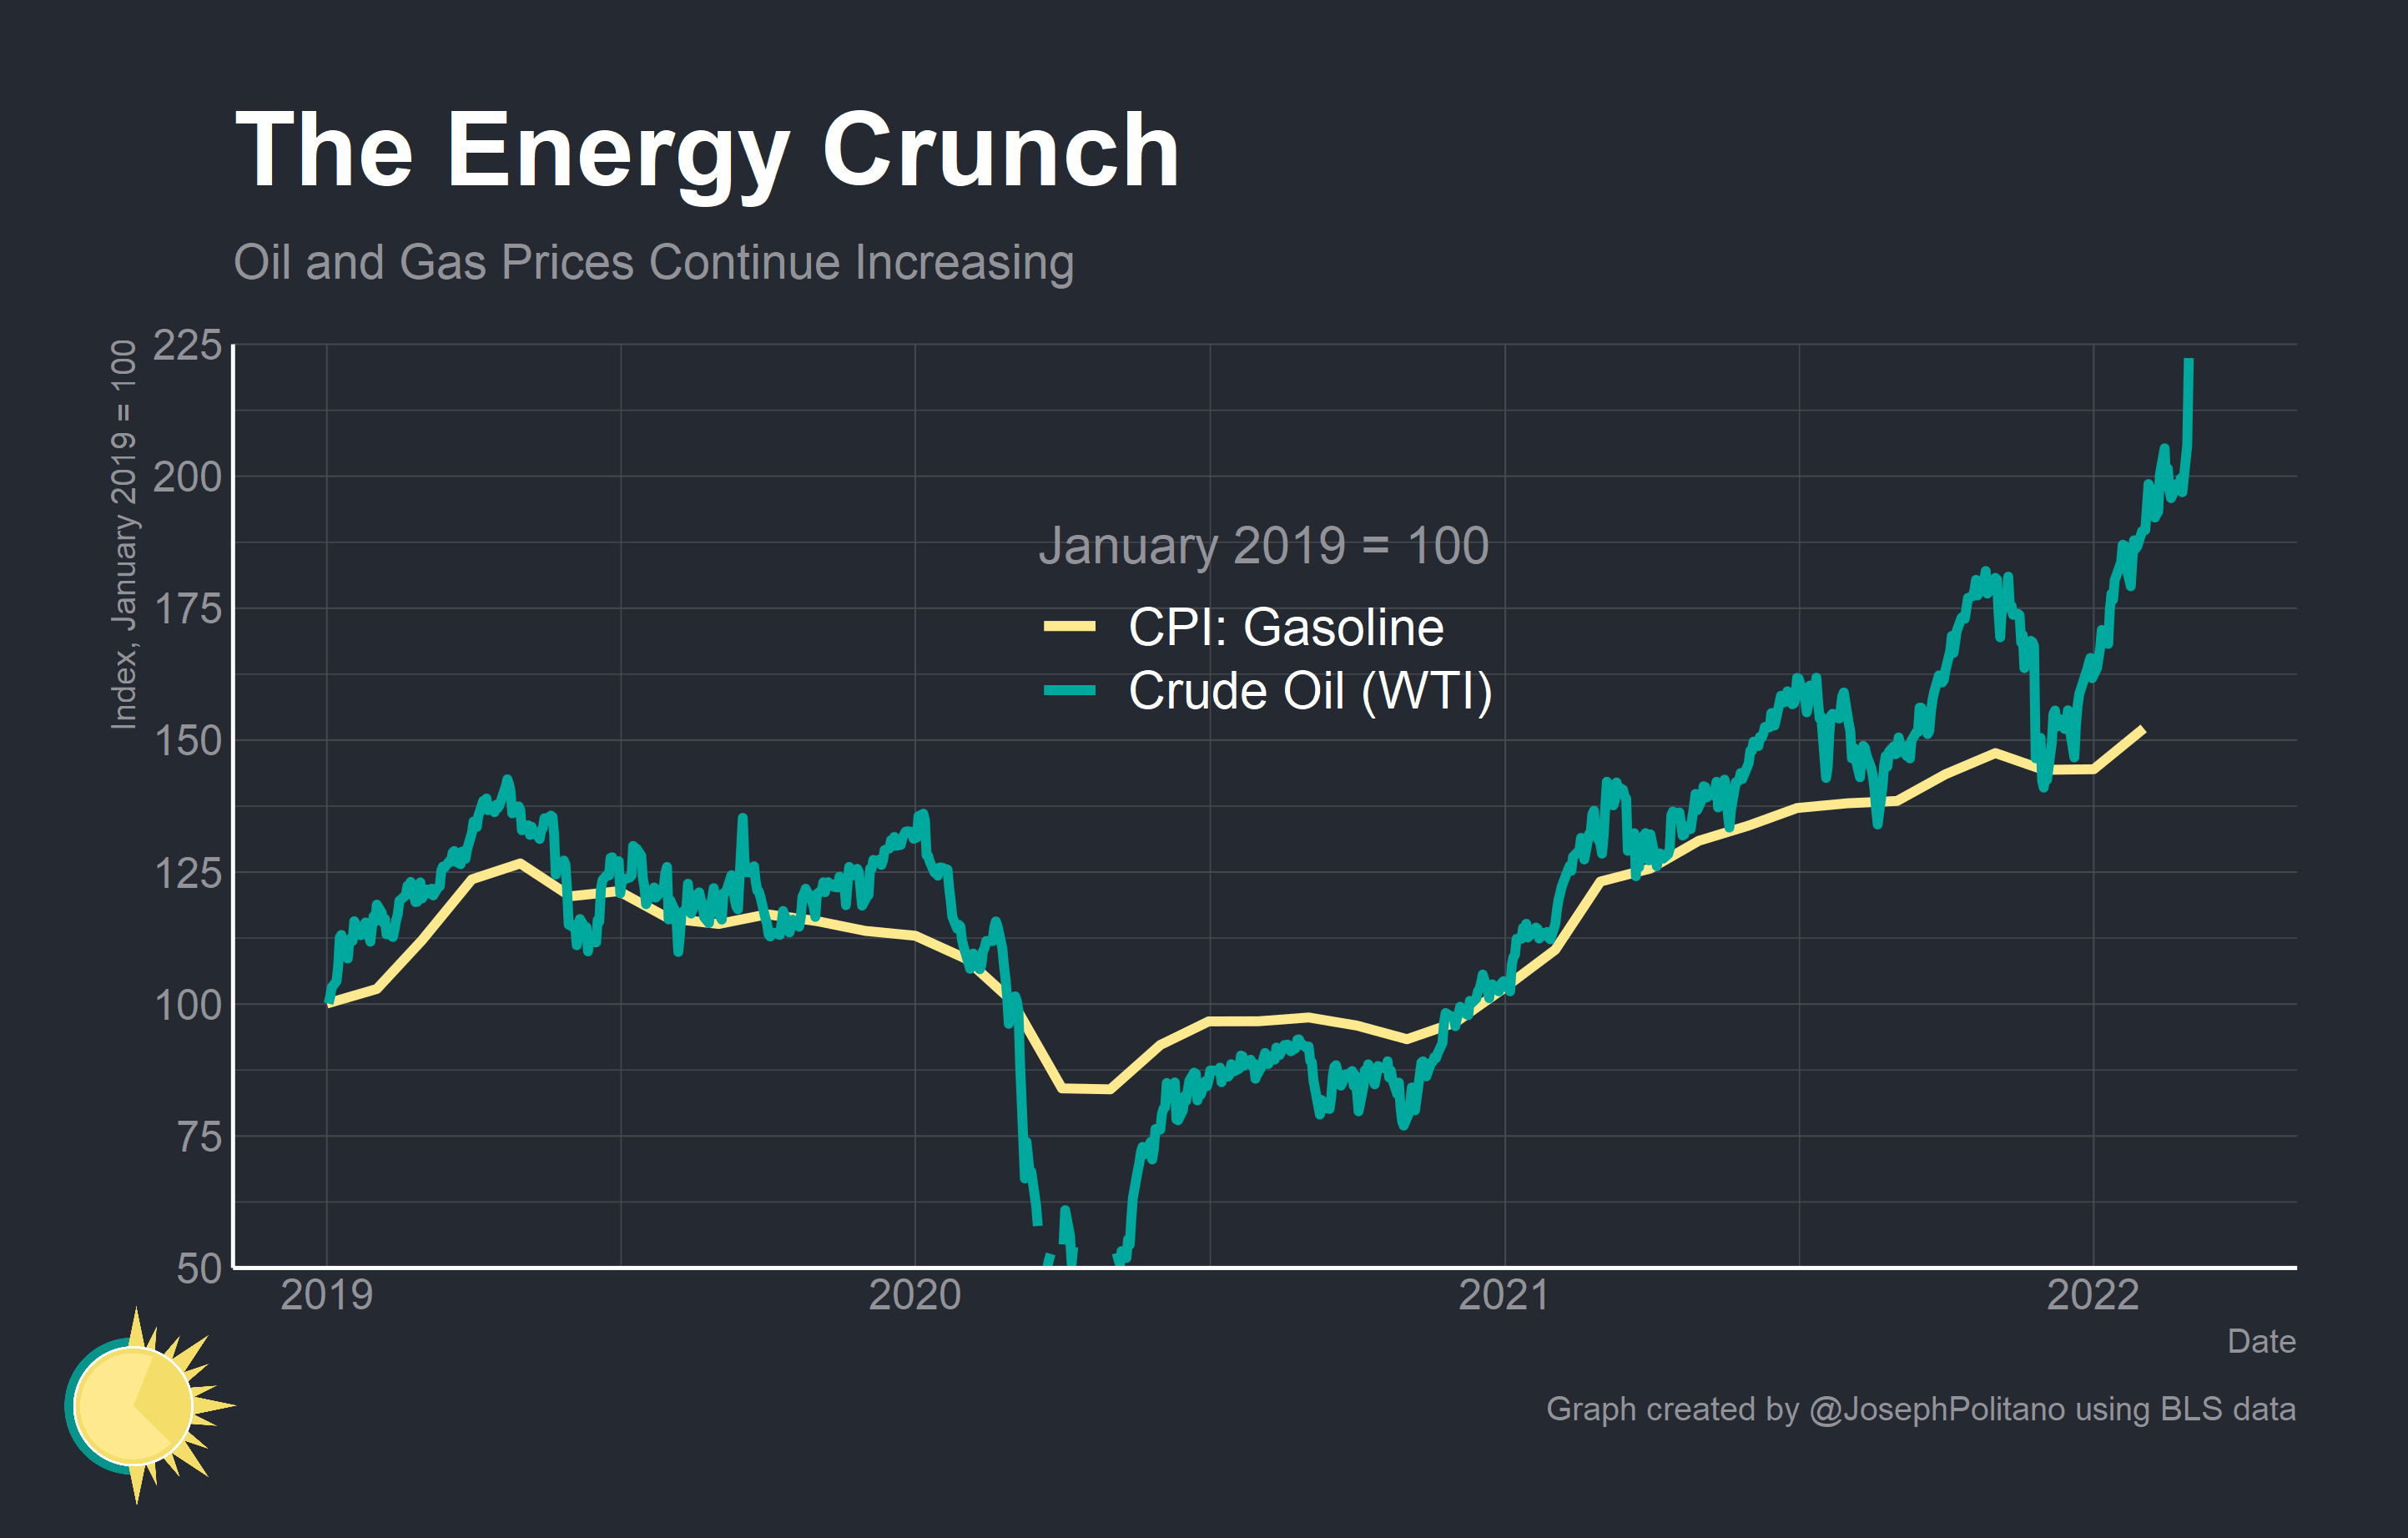 The Energy Crunch
Oil and Gas Prices Continue Increasing
Index, January 2019 = 100
225
200
175
150
125
100
75
50
January 2019 = 100
CPI: Gasoline
Crude Oil (WTI)
2019
2020
2021
2022
Date
Graph created by @JosephPolitano using BLS data